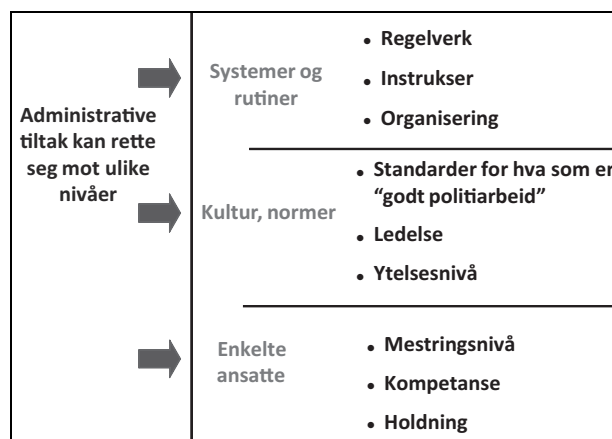 Administrative
tiltak kan rette
seg mot ulike
nivåer
Systemer og
rutiner
• Regelverk
• Instrukser
• Organisering
Kultur, normer
• Standarder for hva som er
“godt politiarbeid”
• Ledelse
• Ytelsesnivå
Enkelte
ansatte
• Mestringsnivå
• Kompetanse
• Holdning